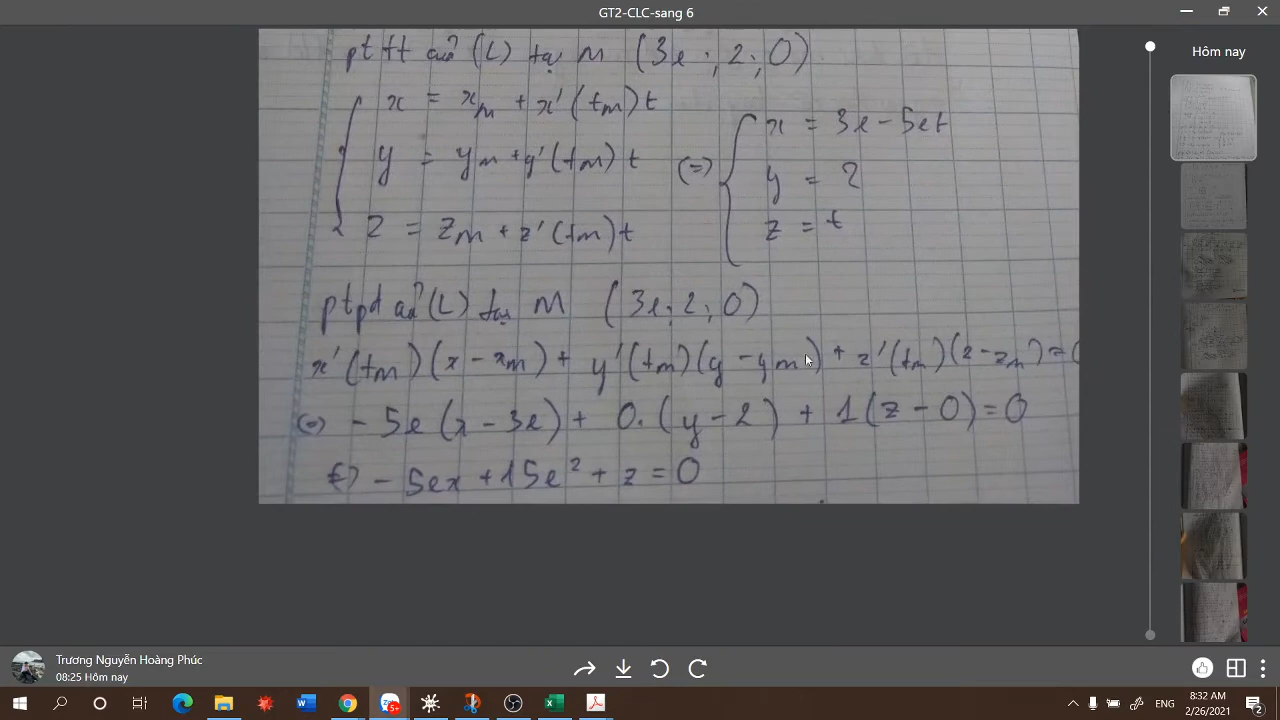 GT2-CLC-sang 6
Hôm nay
pt tt của (L) tại M (3e ; 2 ; 0)
x = xm + x'(tm)t
y = ym + y'(tm)t
z = zm + z'(tm)t
(=) x = 3e - 5et
y = 2
z = t
ptpd của (L) tại M (3e; 2; 0)
x'(tm)(x - xm) + y'(tm)(y - ym) + z'(tm)(z - zm) = 0
(=) - 5e (x - 3e) + 0. (y - 2) + 1 (z - 0) = 0
(=) - 5ex + 15e² + z = 0
Trương Nguyễn Hoàng Phúc
08:25 Hôm nay
5+
ENG
8:32 AM
2/26/2021
2